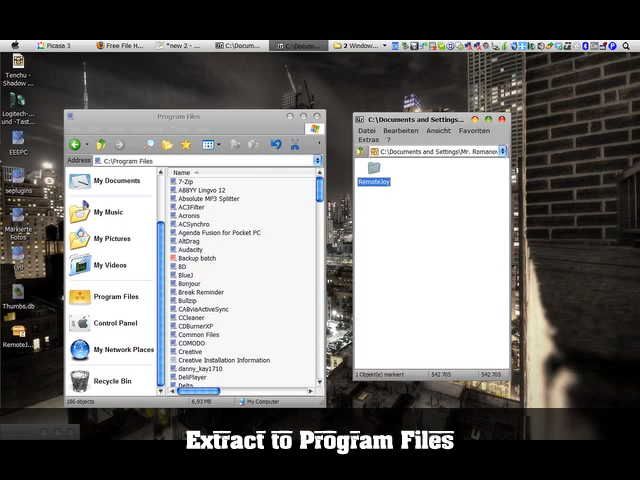 Picasa 3
Free File H...
*new 2 - ...
C:\Docum...
C:\Docum...
2 Window...
Tenchu - Shadow ...
Logitech- ... und -Tast...
EEEPC
seplugins
Markierte Fotos
Uni
Thumbs.db
RemoteJ...
Program Files
Address
C:\Program Files
My Documents
My Music
My Pictures
My Videos
Program Files
Control Panel
My Network Places
Recycle Bin
Name
7-Zip
ABBYY Lingvo 12
Absolute MP3 Splitter
AC3Filter
Acronis
ACSynchro
Agenda Fusion for Pocket PC
AltDrag
Audacity
Backup batch
BD
BlueJ
Bonjour
Break Reminder
Bullzip
CABviaActiveSync
CCleaner
CDBurnerXP
Common Files
COMODO
Creative
Creative Installation Information
danny_kay1710
DeliPlayer
Delta
186 objects
6,93 MB
My Computer
C:\Documents and Settings...
Datei Bearbeiten Ansicht Favoriten
Extras ?
C:\Documents and Settings\Mr. Romanov
RemoteJoy
1 Objekt(e) markiert
542 705
542 705
Extract to Program Files